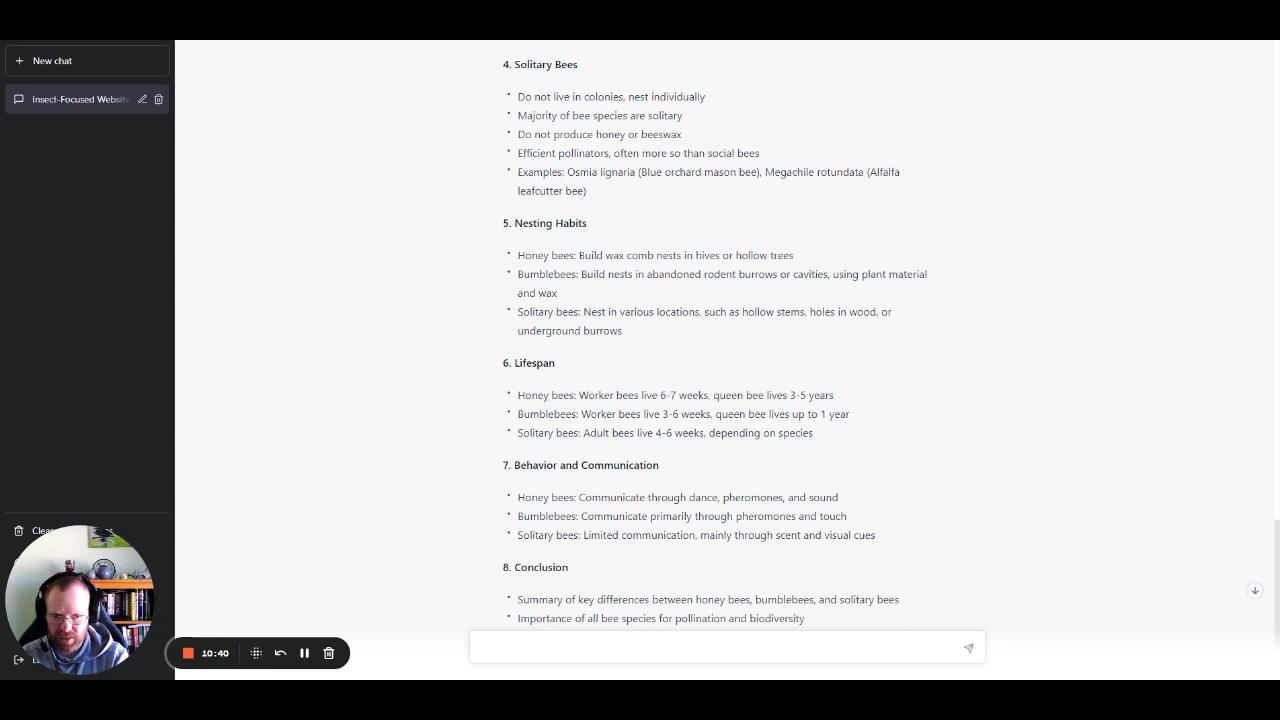 New chat
Insect-Focused Website
4. Solitary Bees
Do not live in colonies, nest individually
Majority of bee species are solitary
Do not produce honey or beeswax
Efficient pollinators, often more so than social bees
Examples: Osmia lignaria (Blue orchard mason bee), Megachile rotundata (Alfalfa
leafcutter bee)
5. Nesting Habits
Honey bees: Build wax comb nests in hives or hollow trees
Bumblebees: Build nests in abandoned rodent burrows or cavities, using plant material
and wax
Solitary bees: Nest in various locations, such as hollow stems, holes in wood, or
underground burrows
6. Lifespan
Honey bees: Worker bees live 6-7 weeks, queen bee lives 3-5 years
Bumblebees: Worker bees live 3-6 weeks, queen bee lives up to 1 year
Solitary bees: Adult bees live 4-6 weeks, depending on species
7. Behavior and Communication
Honey bees: Communicate through dance, pheromones, and sound
Bumblebees: Communicate primarily through pheromones and touch
Solitary bees: Limited communication, mainly through scent and visual cues
8. Conclusion
Summary of key differences between honey bees, bumblebees, and solitary bees
Importance of all bee species for pollination and biodiversity
10:40